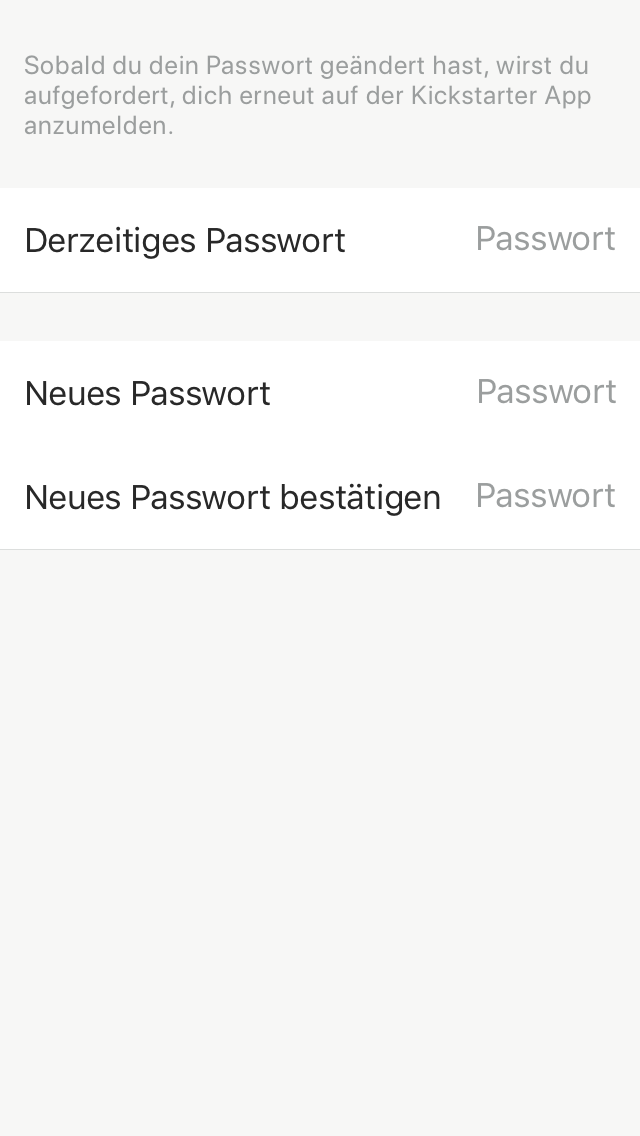 Sobald du dein Passwort geändert hast, wirst du
aufgefordert, dich erneut auf der Kickstarter App
anzumelden.
Derzeitiges Passwort Passwort
Neues Passwort Passwort
Neues Passwort bestätigen Passwort